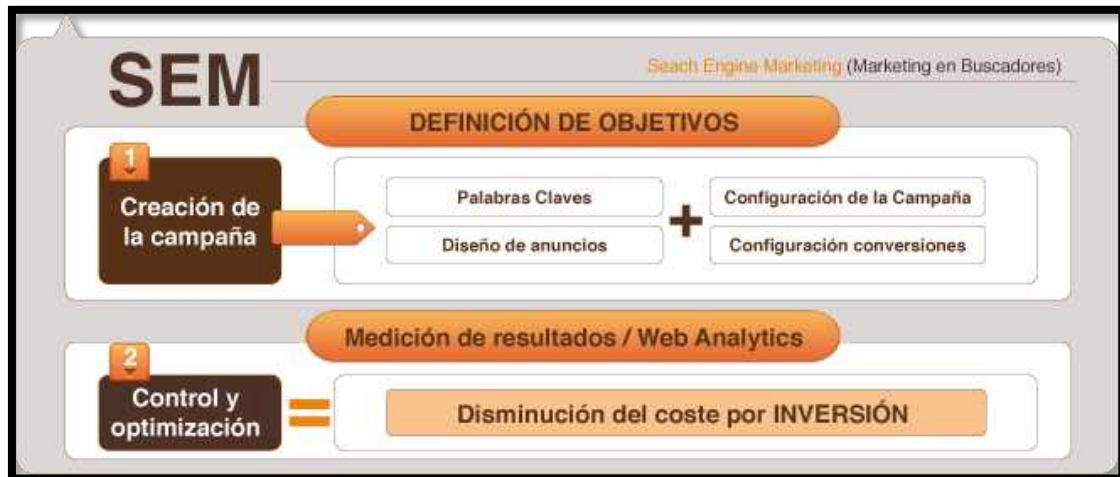 SEM
Seach Engine Marketing (Marketing en Buscadores)
DEFINICIÓN DE OBJETIVOS
1
Creación de
la campaña
Palabras Claves
Diseño de anuncios
+
Configuración de la Campaña
Configuración conversiones
Medición de resultados / Web Analytics
2
Control y
optimización
=
Disminución del coste por INVERSIÓN